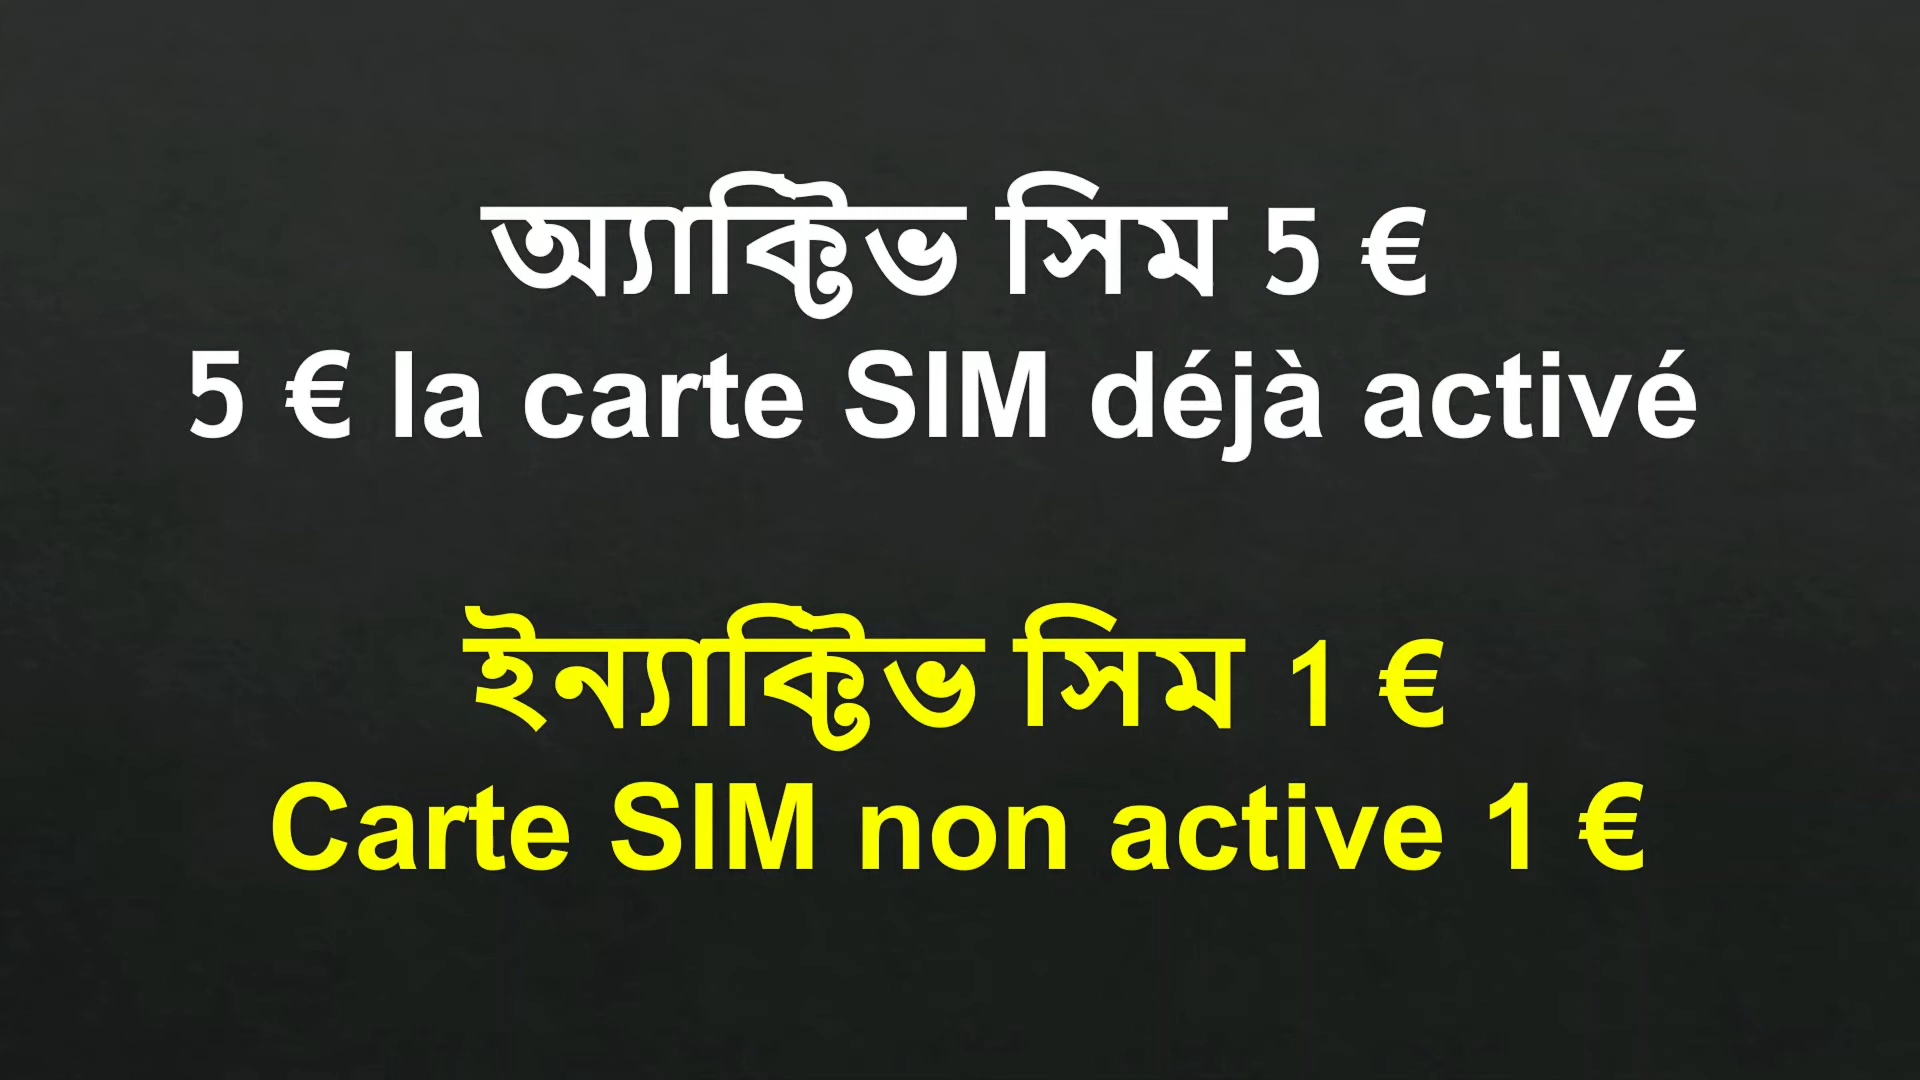 অ্যাক্টিভ সিম 5 €
5 € la carte SIM déjà activé
ইন্যাক্টিভ সিম 1 €
Carte SIM non active 1 €